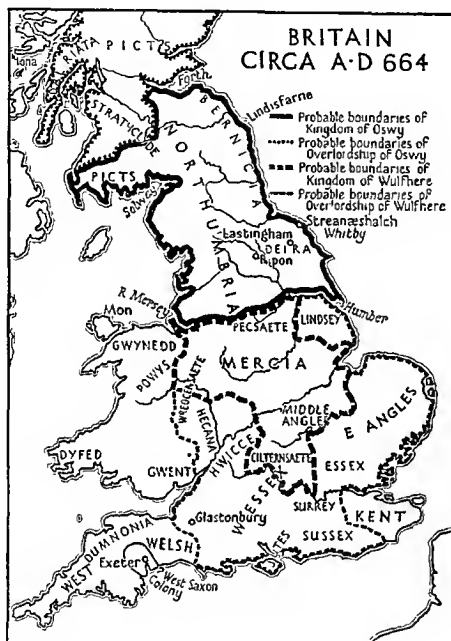 BRITAIN
CIRCA A·D 664
Probable boundaries of
Kingdom of Oswy
Probable boundaries of
Overlordship of Oswy
Probable boundaries of
Kingdom of Wulfhere
Probable boundaries of
Overlordship of Wulfhere
Streanæshalch
Whitby
Iona
RIATA
PICTS
Forth
STRATHCLYDE
BERNICIA
Lindisfarne
NORTHUMBRIA
PICTS
Solway
Lastingham
DEIRA
Ripon
R Mersey
Humber
Mon
PECSAETE
LINDSEY
GWYNEDD
MERCIA
POWYS
WREOCENSAETE
HECANA
MIDDLE
ANGLES
E ANGLES
DYFED
GWENT
HWICCE
CILTERNSAETE
ESSEX
WESSEX
Glastonbury
SURREY
KENT
SUSSEX
JUTES
WEST DUMNONIA
WELSH
Exeter
West Saxon
Colony